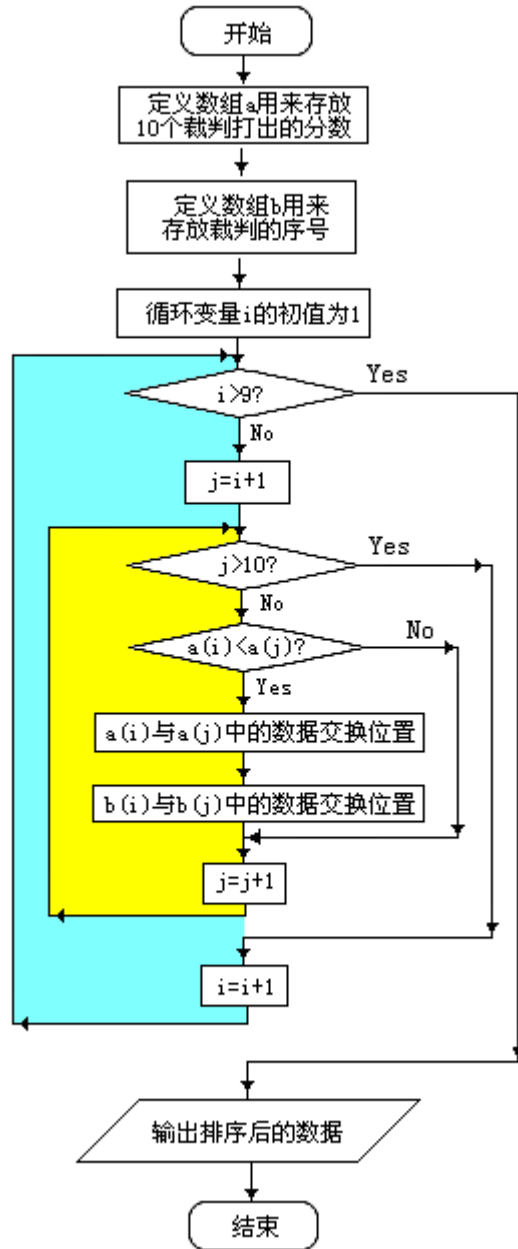 开始
定义数组a用来存放
10个裁判打出的分数
定义数组b用来
存放裁判的序号
循环变量i的初值为1
i>9?
Yes
No
j=i+1
j>10?
Yes
No
a(i)<a(j)?
No
Yes
a(i)与a(j)中的数据交换位置
b(i)与b(j)中的数据交换位置
j=j+1
i=i+1
输出排序后的数据
结束